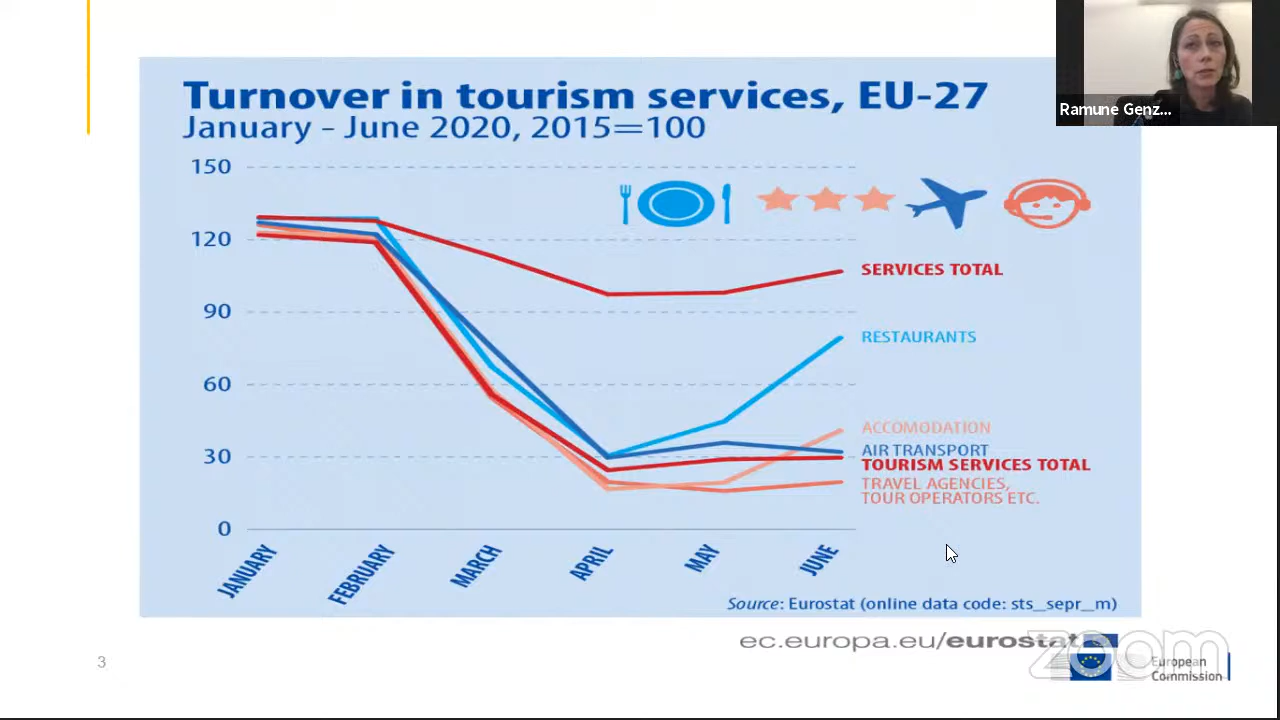 Ramune Genz...
Turnover in tourism services, EU-27
January – June 2020, 2015=100
150
120
90
60
30
0
SERVICES TOTAL
RESTAURANTS
ACCOMODATION
AIR TRANSPORT
TOURISM SERVICES TOTAL
TRAVEL AGENCIES,
TOUR OPERATORS ETC.
JANUARY
FEBRUARY
MARCH
APRIL
MAY
JUNE
Source: Eurostat (online data code: sts_sepr_m)
ec.europa.eu/eurostat
zoom
European
Commission
3